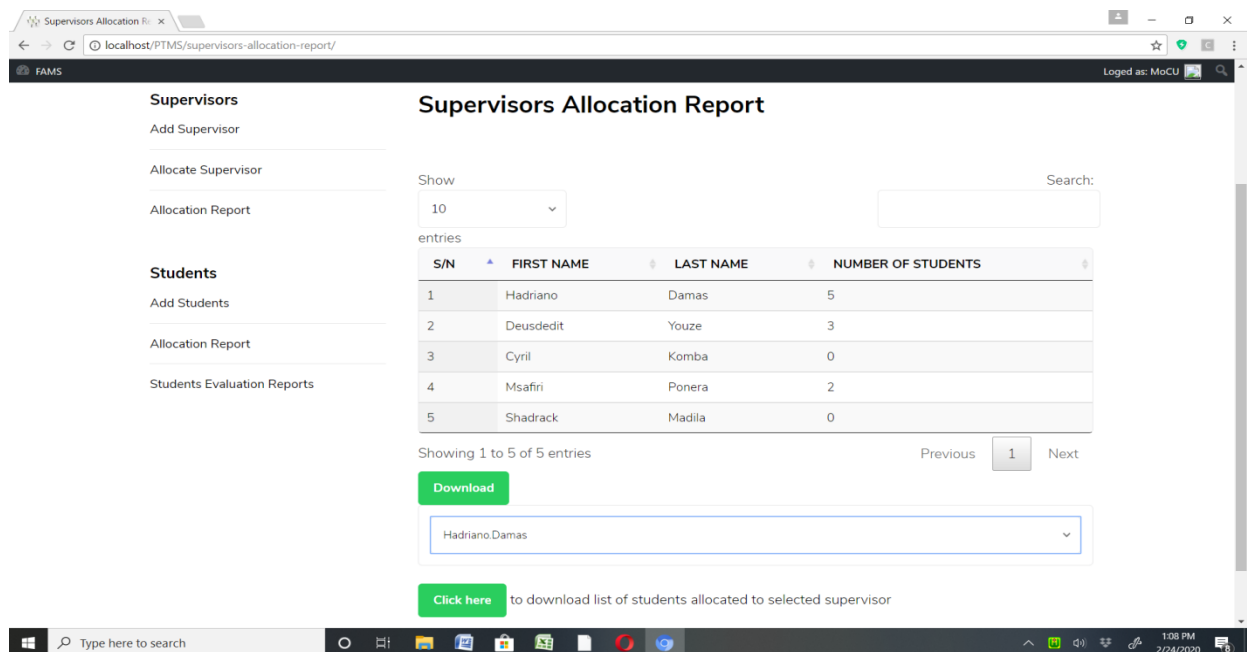 Supervisors Allocation Re
localhost/PTMS/supervisors-allocation-report/
FAMS
Loged as: MoCU
Supervisors
Add Supervisor
Allocate Supervisor
Allocation Report
Students
Add Students
Allocation Report
Students Evaluation Reports
Supervisors Allocation Report
Show
Search:
10
entries
S/N FIRST NAME LAST NAME NUMBER OF STUDENTS
1 Hadriano Damas 5
2 Deusdedit Youze 3
3 Cyril Komba 0
4 Msafiri Ponera 2
5 Shadrack Madila 0
Showing 1 to 5 of 5 entries
Previous 1 Next
Download
Hadriano.Damas
Click here to download list of students allocated to selected supervisor
Type here to search
1:08 PM
2/24/2020
8